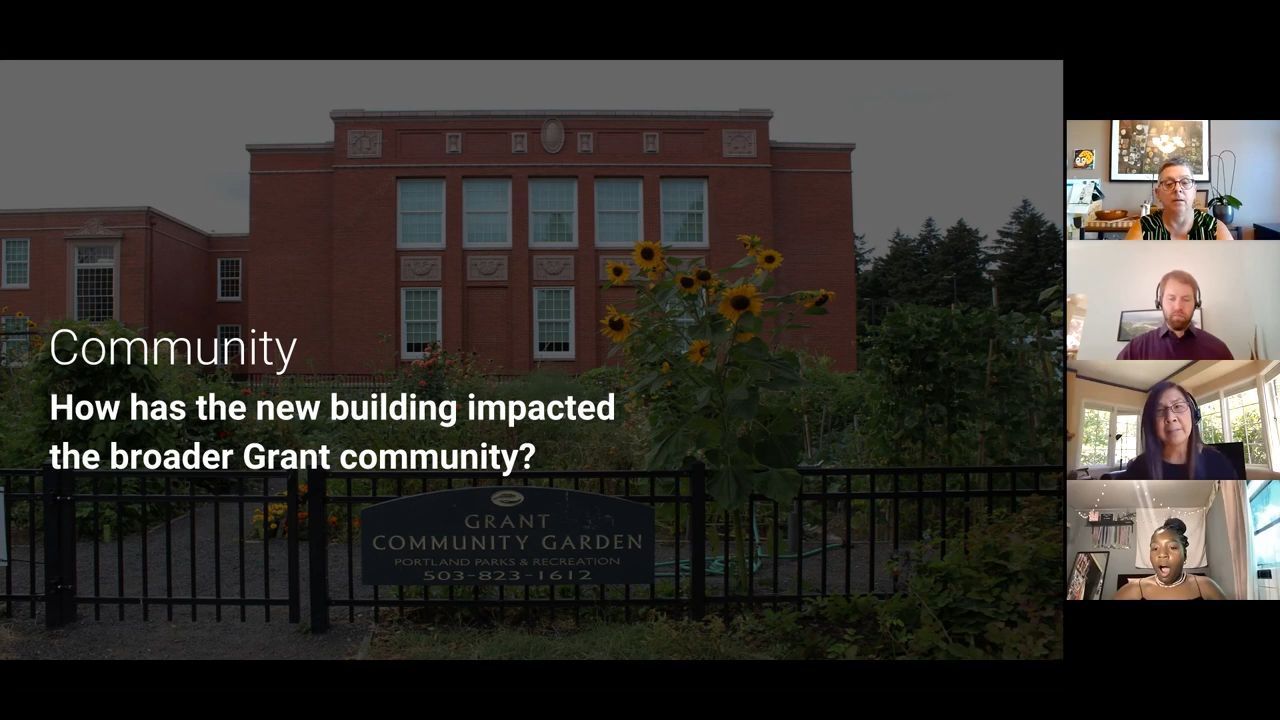 Community
How has the new building impacted
the broader Grant community?
GRANT
COMMUNITY GARDEN
PORTLAND PARKS & RECREATION
503-823-1612